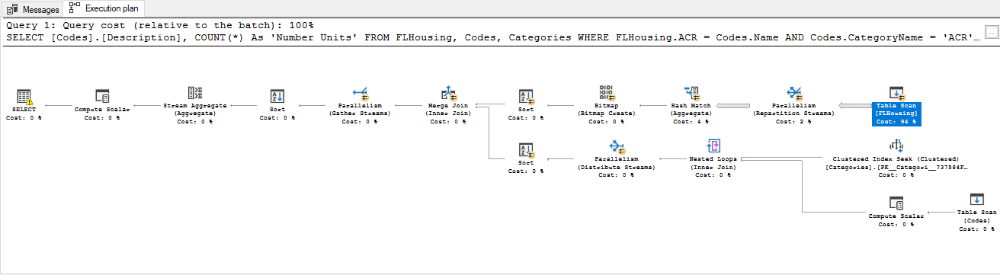 Messages Execution plan
Query 1: Query cost (relative to the batch): 100%
SELECT [Codes].[Description], COUNT(*) As 'Number Units' FROM FLHousing, Codes, Categories WHERE FLHousing.ACR = Codes.Name AND Codes.CategoryName = 'ACR'…
...
SELECT
Cost: 0 %
Compute Scalar
Cost: 0 %
Stream Aggregate
(Aggregate)
Cost: 0 %
Sort
Cost: 0 %
Parallelism
(Gather Streams)
Cost: 0 %
Merge Join
(Inner Join)
Cost: 0 %
Sort
Cost: 0 %
Bitmap
(Bitmap Create)
Cost: 0 %
Hash Match
(Aggregate)
Cost: 4 %
Parallelism
(Repartition Streams)
Cost: 2 %
Table Scan
[FLHousing]
Cost: 94 %
Sort
Cost: 0 %
Parallelism
(Distribute Streams)
Cost: 0 %
Nested Loops
(Inner Join)
Cost: 0 %
Clustered Index Seek (Clustered)
[Categories].[PK__Categori__737584F…
Cost: 0 %
Compute Scalar
Cost: 0 %
Table Scan
[Codes]
Cost: 0 %